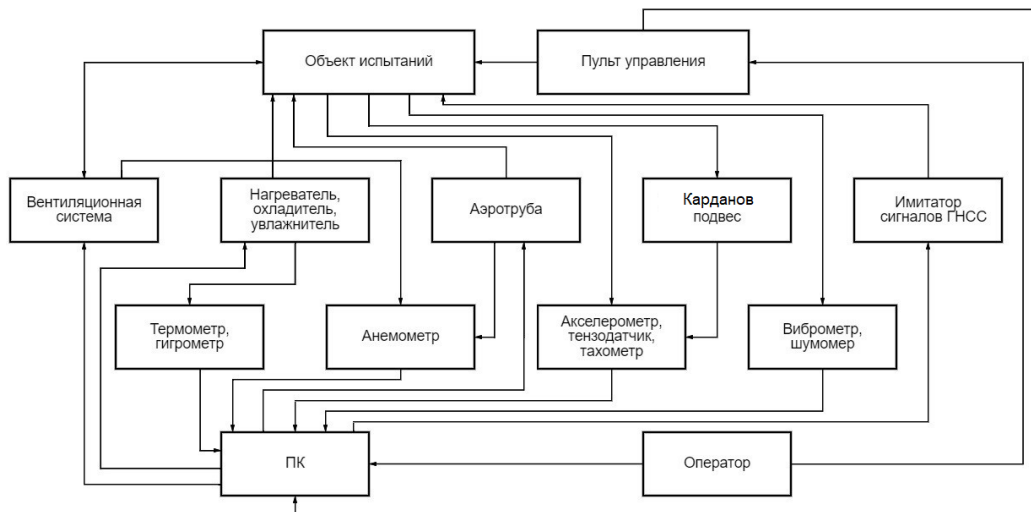 Объект испытаний
Пульт управления
Вентиляционная
система
Нагреватель,
охладитель,
увлажнитель
Аэротруба
Карданов
подвес
Имитатор
сигналов ГНСС
Термометр,
гигрометр
Анемометр
Акселерометр,
тензодатчик,
тахометр
Виброметр,
шумомер
ПК
Оператор